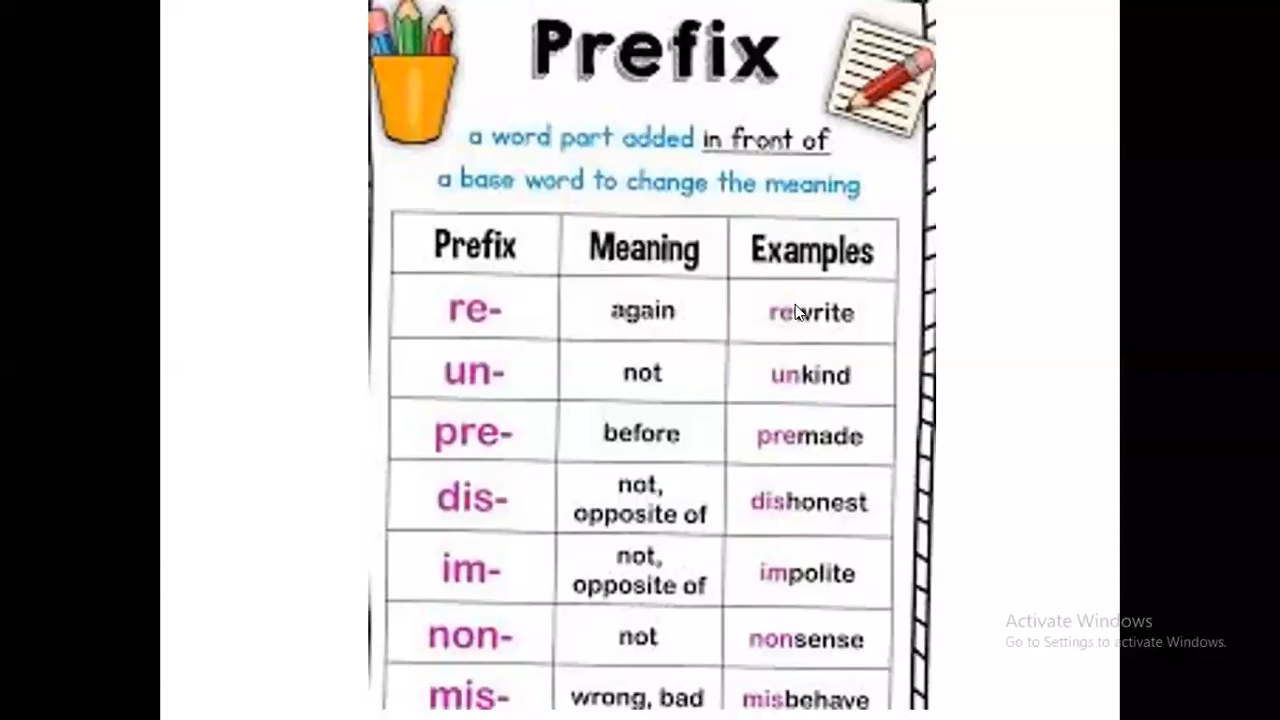 Prefix
a word part added in front of
a base word to change the meaning
Prefix Meaning Examples
re- again rewrite
un- not unkind
pre- before premade
dis- not, opposite of dishonest
im- not, opposite of impolite
non- not nonsense
mis- wrong, bad misbehave
Activate Windows
Go to Settings to activate Windows.